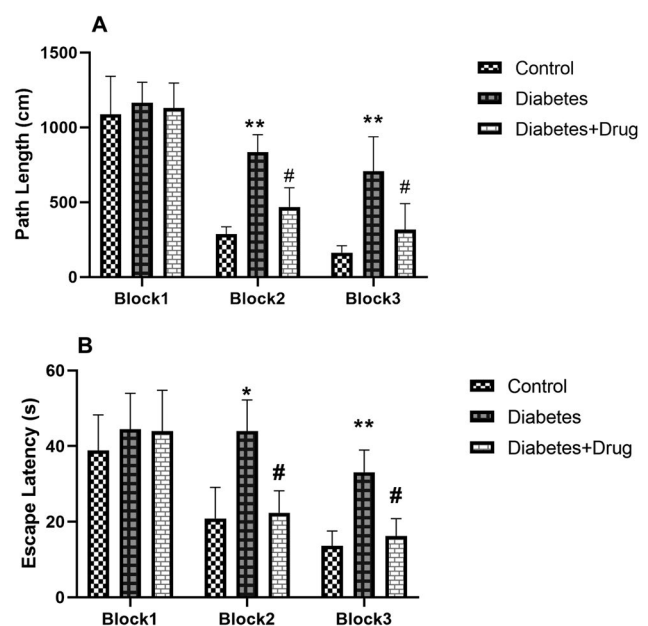 A
1500
1000
500
0
Path Length (cm)
** **
# #
Block1 Block2 Block3
Control
Diabetes
Diabetes+Drug
B
60
40
20
0
Escape Latency (s)
* **
# #
Block1 Block2 Block3
Control
Diabetes
Diabetes+Drug